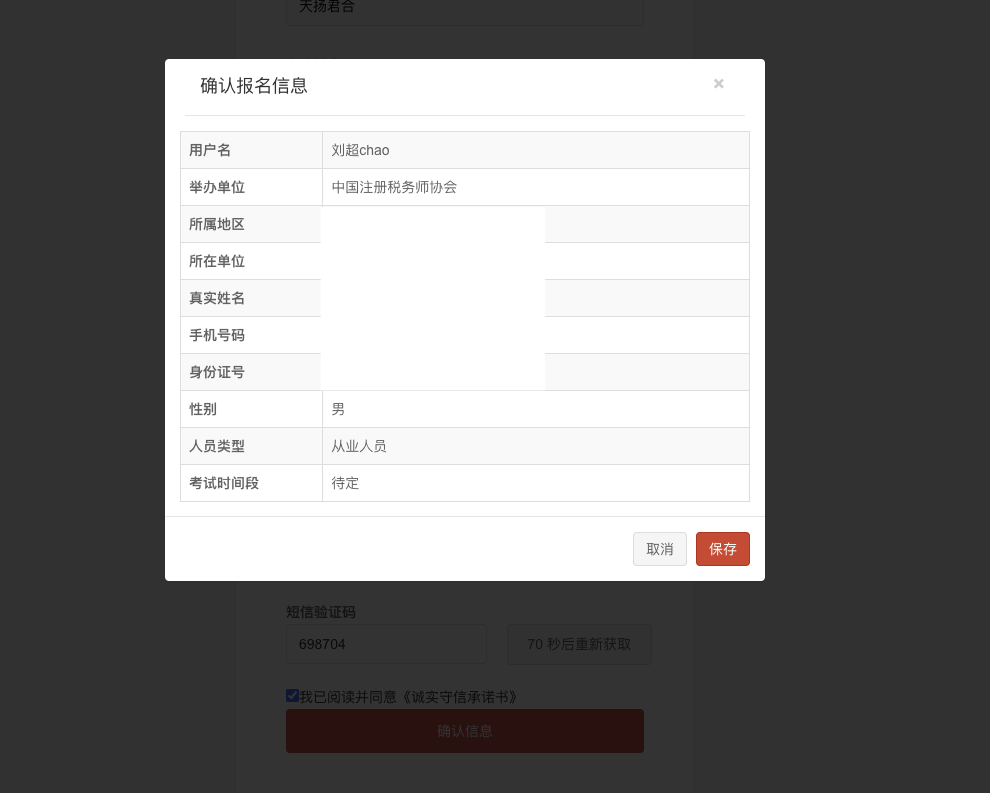 天扬君合
确认报名信息 ×
用户名 刘超chao
举办单位 中国注册税务师协会
所属地区
所在单位
真实姓名
手机号码
身份证号
性别 男
人员类型 从业人员
考试时间段 待定
取消 保存
短信验证码
698704 70 秒后重新获取
我已阅读并同意《诚实守信承诺书》
确认信息